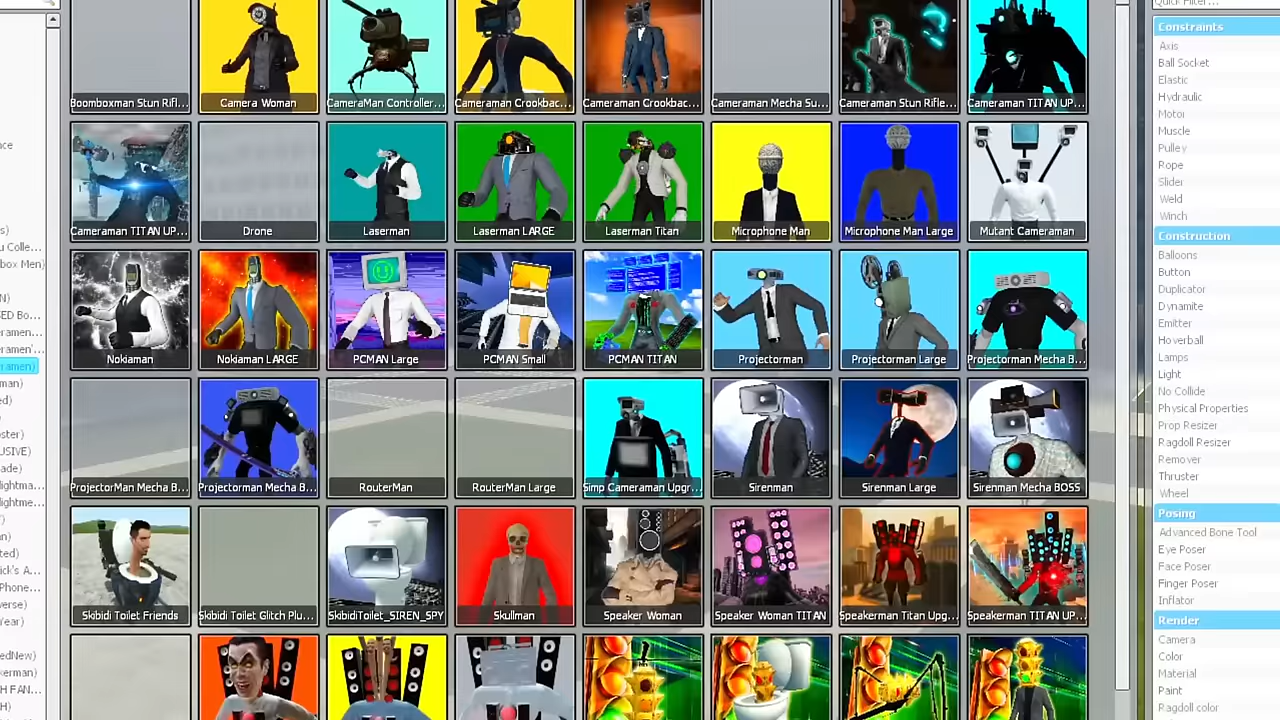 Quick Filter...
Boomboxman Stun Rifl...
Camera Woman
CameraMan Controller...
Cameraman Crookbac...
Cameraman Crookbac...
Cameraman Mecha Su...
Cameraman Stun Rifle...
Cameraman TITAN UP...
Cameraman TITAN UP...
Drone
Laserman
Laserman LARGE
Laserman Titan
Microphone Man
Microphone Man Large
Mutant Cameraman
Nokiaman
Nokiaman LARGE
PCMAN Large
PCMAN Small
PCMAN TITAN
Projectorman
Projectorman Large
Projectorman Mecha B...
ProjectorMan Mecha B...
Projectorman Mecha B...
RouterMan
RouterMan Large
Simp Cameraman Upgr...
Sirenman
Sirenman Large
Sirenman Mecha BOSS
Skibidi Toilet Friends
Skibidi Toilet Glitch Plu...
SkibidiToilet_SIREN_SPY
Skullman
Speaker Woman
Speaker Woman TITAN
Speakerman Titan Upg...
Speakerman TITAN UP...
Constraints
Axis
Ball Socket
Elastic
Hydraulic
Motor
Muscle
Pulley
Rope
Slider
Weld
Winch
Construction
Balloons
Button
Duplicator
Dynamite
Emitter
Hoverball
Lamps
Light
No Collide
Physical Properties
Prop Resizer
Ragdoll Resizer
Remover
Thruster
Wheel
Posing
Advanced Bone Tool
Eye Poser
Face Poser
Finger Poser
Inflator
Render
Camera
Color
Material
Paint
Ragdoll color